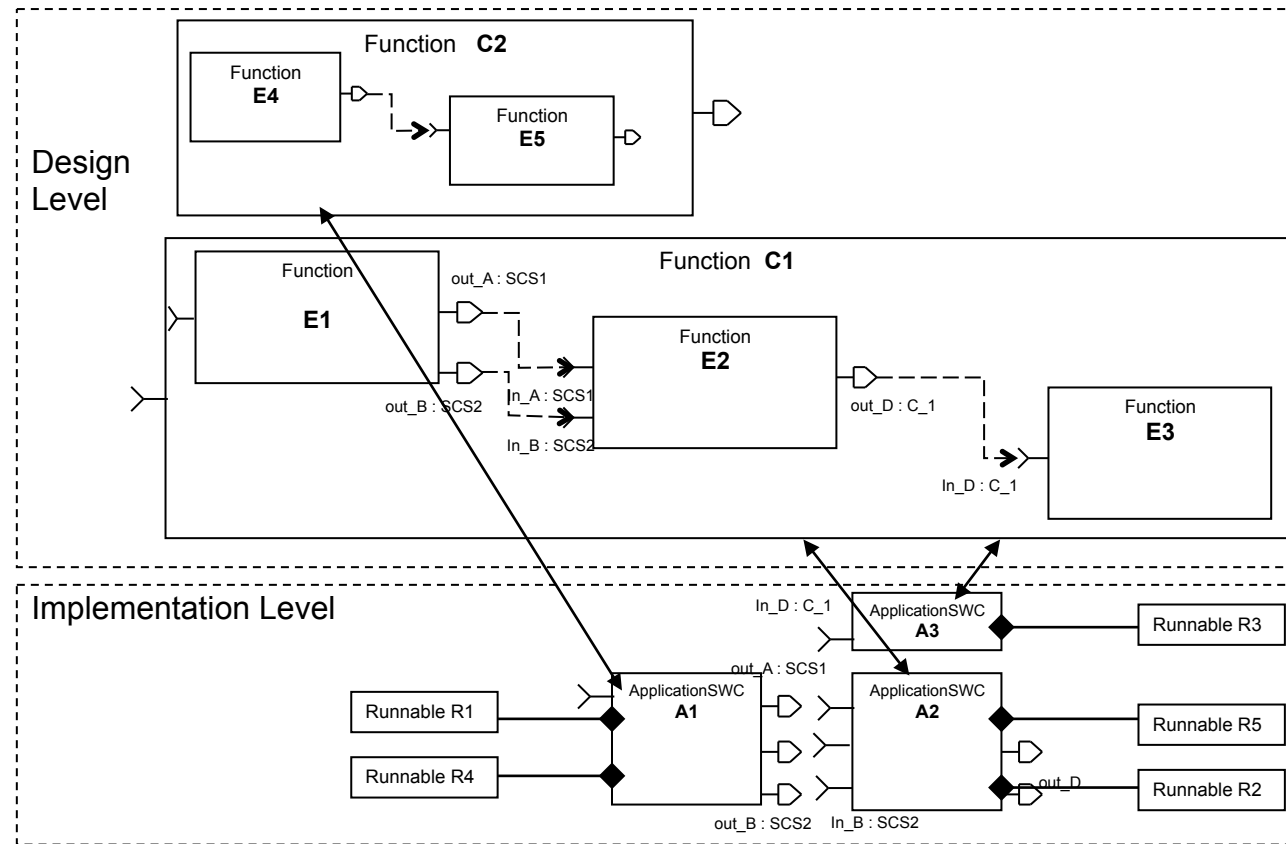 Function C2
Function
E4
Function
E5
Design
Level
Function C1
Function
E1
out_A : SCS1
out_B : SCS2
In_A : SCS1
In_B : SCS2
Function
E2
out_D : C_1
Function
E3
In_D : C_1
Implementation Level
In_D : C_1
ApplicationSWC
A3
Runnable R3
out_A : SCS1
ApplicationSWC
A1
ApplicationSWC
A2
Runnable R1
Runnable R5
Runnable R4
out_D
Runnable R2
out_B : SCS2
In_B : SCS2